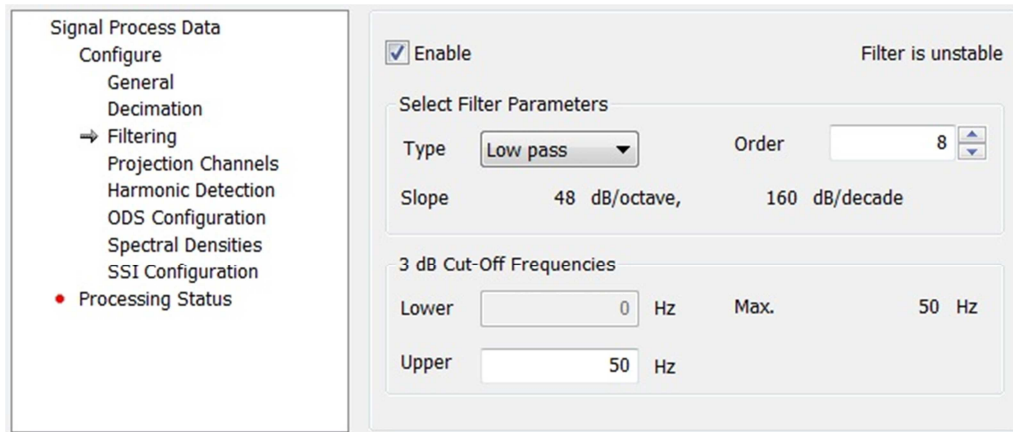 Signal Process Data
Configure
General
Decimation
Filtering
Projection Channels
Harmonic Detection
ODS Configuration
Spectral Densities
SSI Configuration
Processing Status
Enable
Filter is unstable
Select Filter Parameters
Type Low pass Order 8
Slope 48 dB/octave, 160 dB/decade
3 dB Cut-Off Frequencies
Lower 0 Hz Max. 50 Hz
Upper 50 Hz